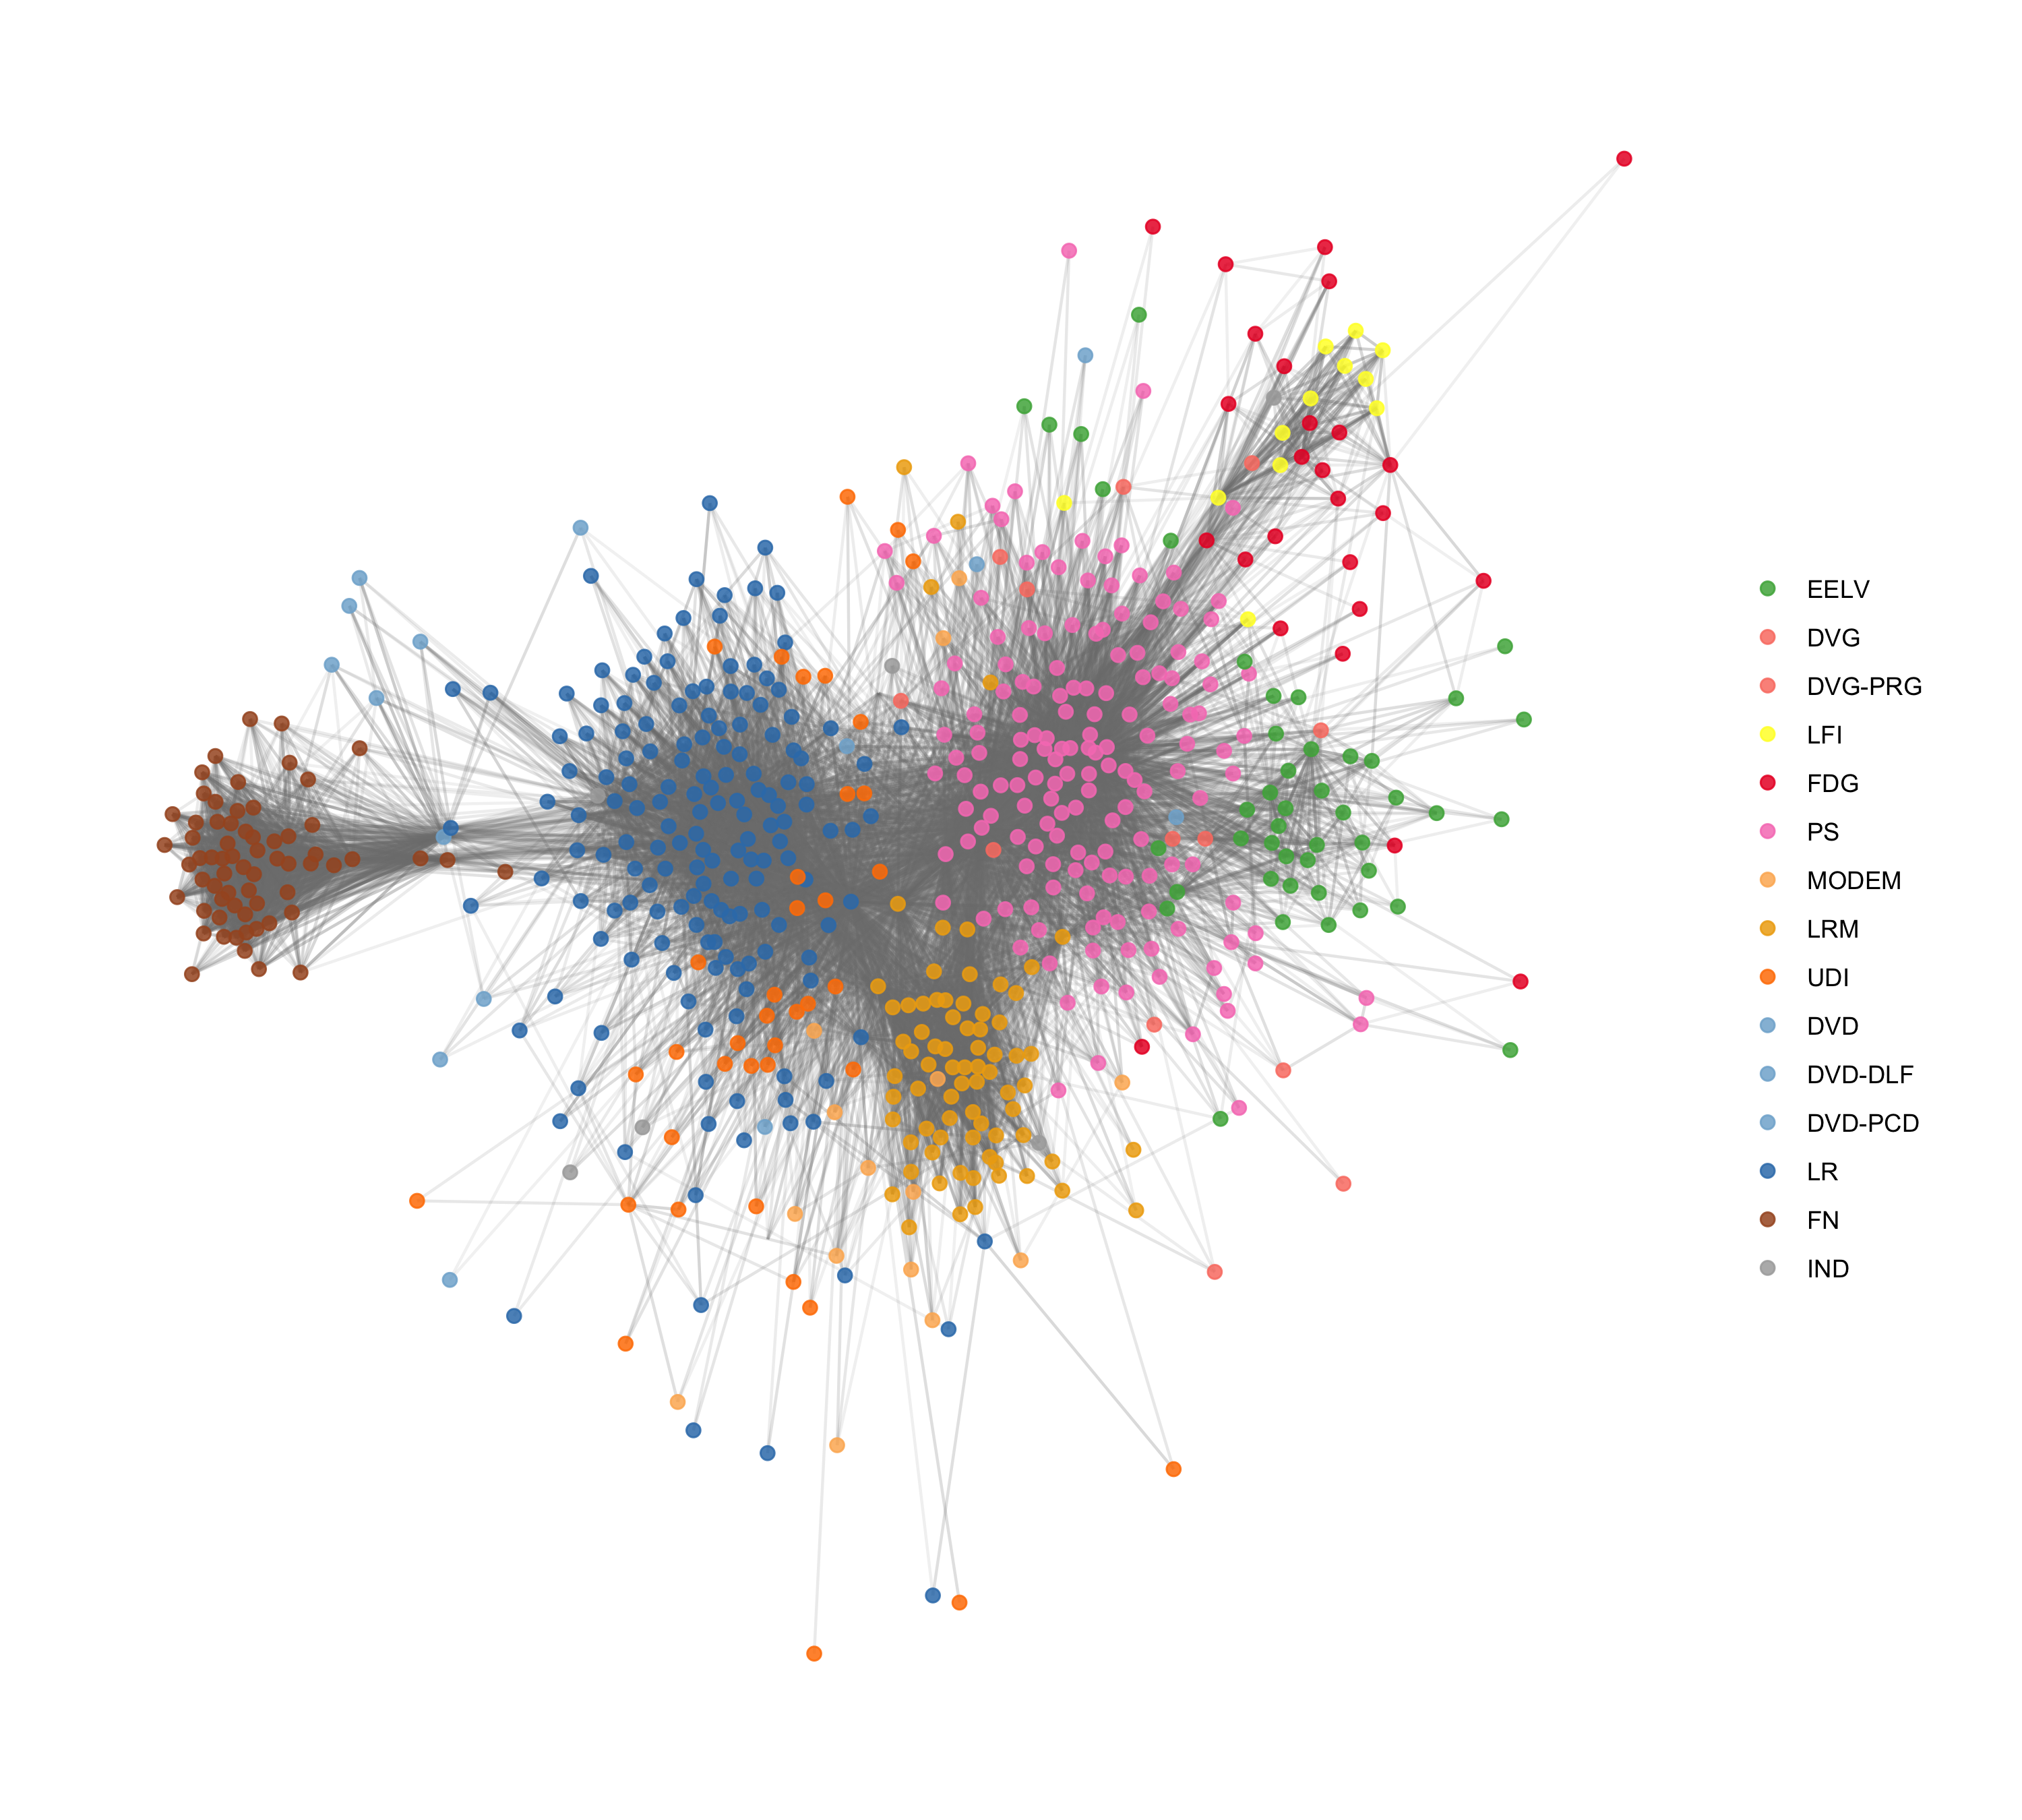 EELV
DVG
DVG-PRG
LFI
FDG
PS
MODEM
LRM
UDI
DVD
DVD-DLF
DVD-PCD
LR
FN
IND